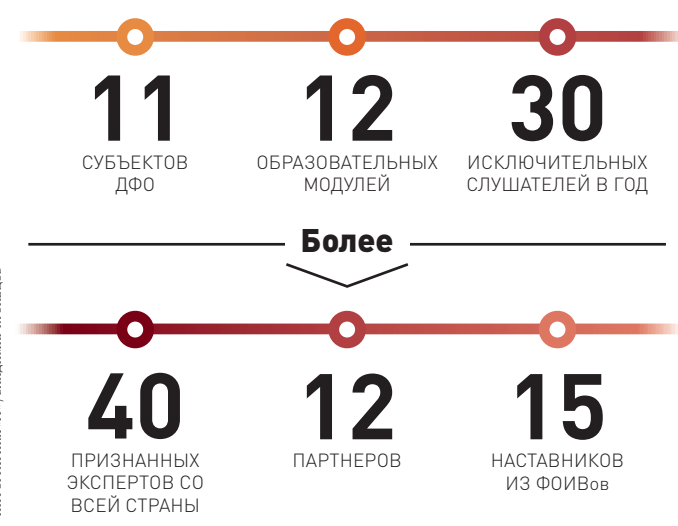 11
СУБЪЕКТОВ
ДФО
12
ОБРАЗОВАТЕЛЬНЫХ
МОДУЛЕЙ
30
ИСКЛЮЧИТЕЛЬНЫХ
СЛУШАТЕЛЕЙ В ГОД
Более
40
ПРИЗНАННЫХ
ЭКСПЕРТОВ СО
ВСЕЙ СТРАНЫ
12
ПАРТНЕРОВ
15
НАСТАВНИКОВ
ИЗ ФОИВов